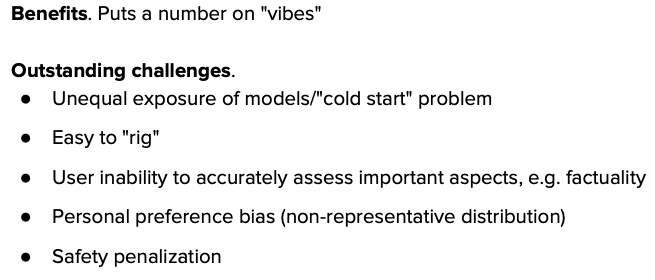 Benefits. Puts a number on "vibes"
Outstanding challenges.
● Unequal exposure of models/"cold start" problem
● Easy to "rig"
● User inability to accurately assess important aspects, e.g. factuality
● Personal preference bias (non-representative distribution)
● Safety penalization